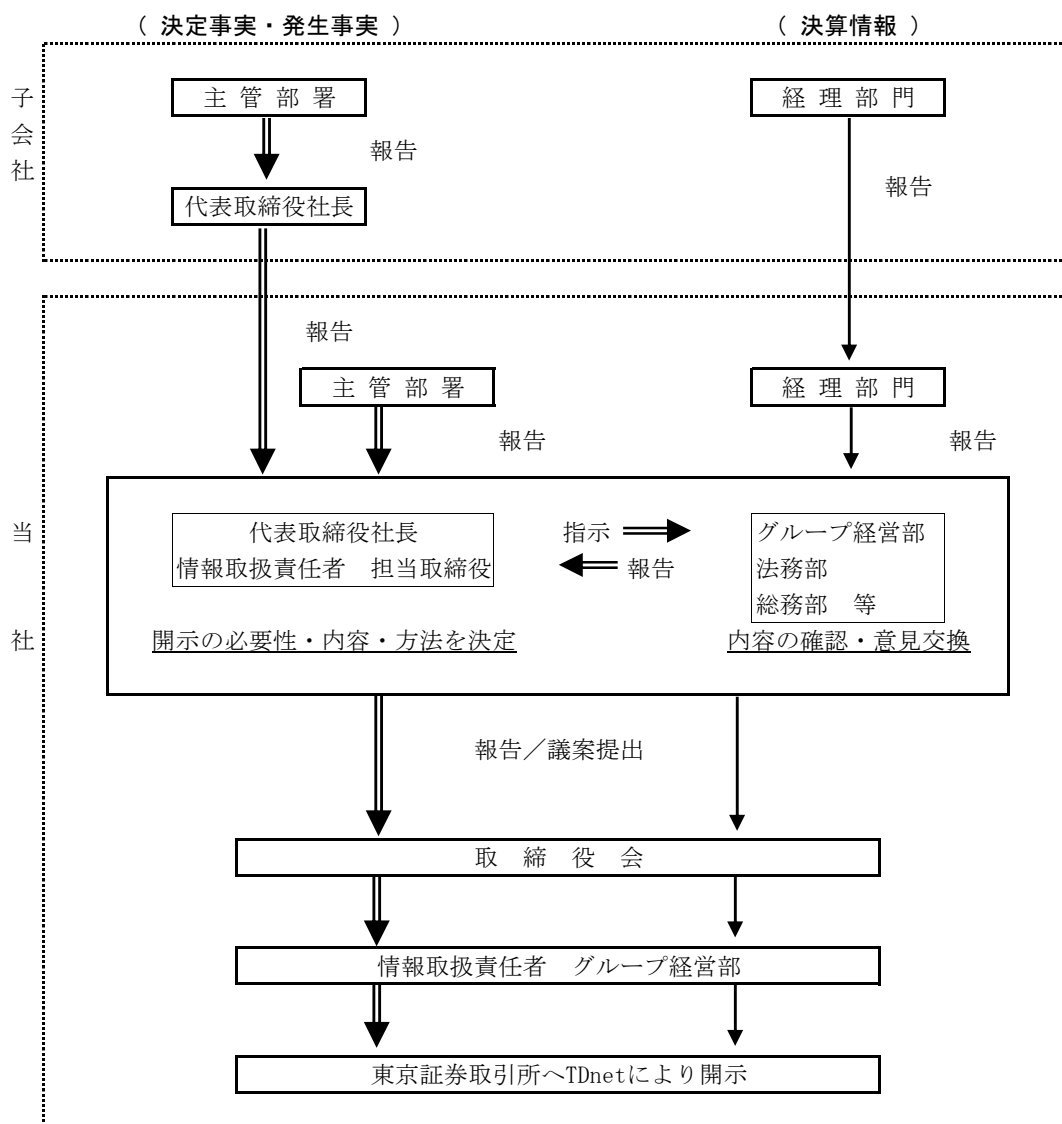 （ 決定事実・発生事実 ）
（ 決算情報 ）
子会社
主 管 部 署
経 理 部 門
報告
報告
代表取締役社長
報告
主 管 部 署
経 理 部 門
報告
報告
当社
代表取締役社長
情報取扱責任者　担当取締役
指示
報告
グループ経営部
法務部
総務部　等
開示の必要性・内容・方法を決定
内容の確認・意見交換
報告／議案提出
取　締　役　会
情報取扱責任者　グループ経営部
東京証券取引所へTDnetにより開示